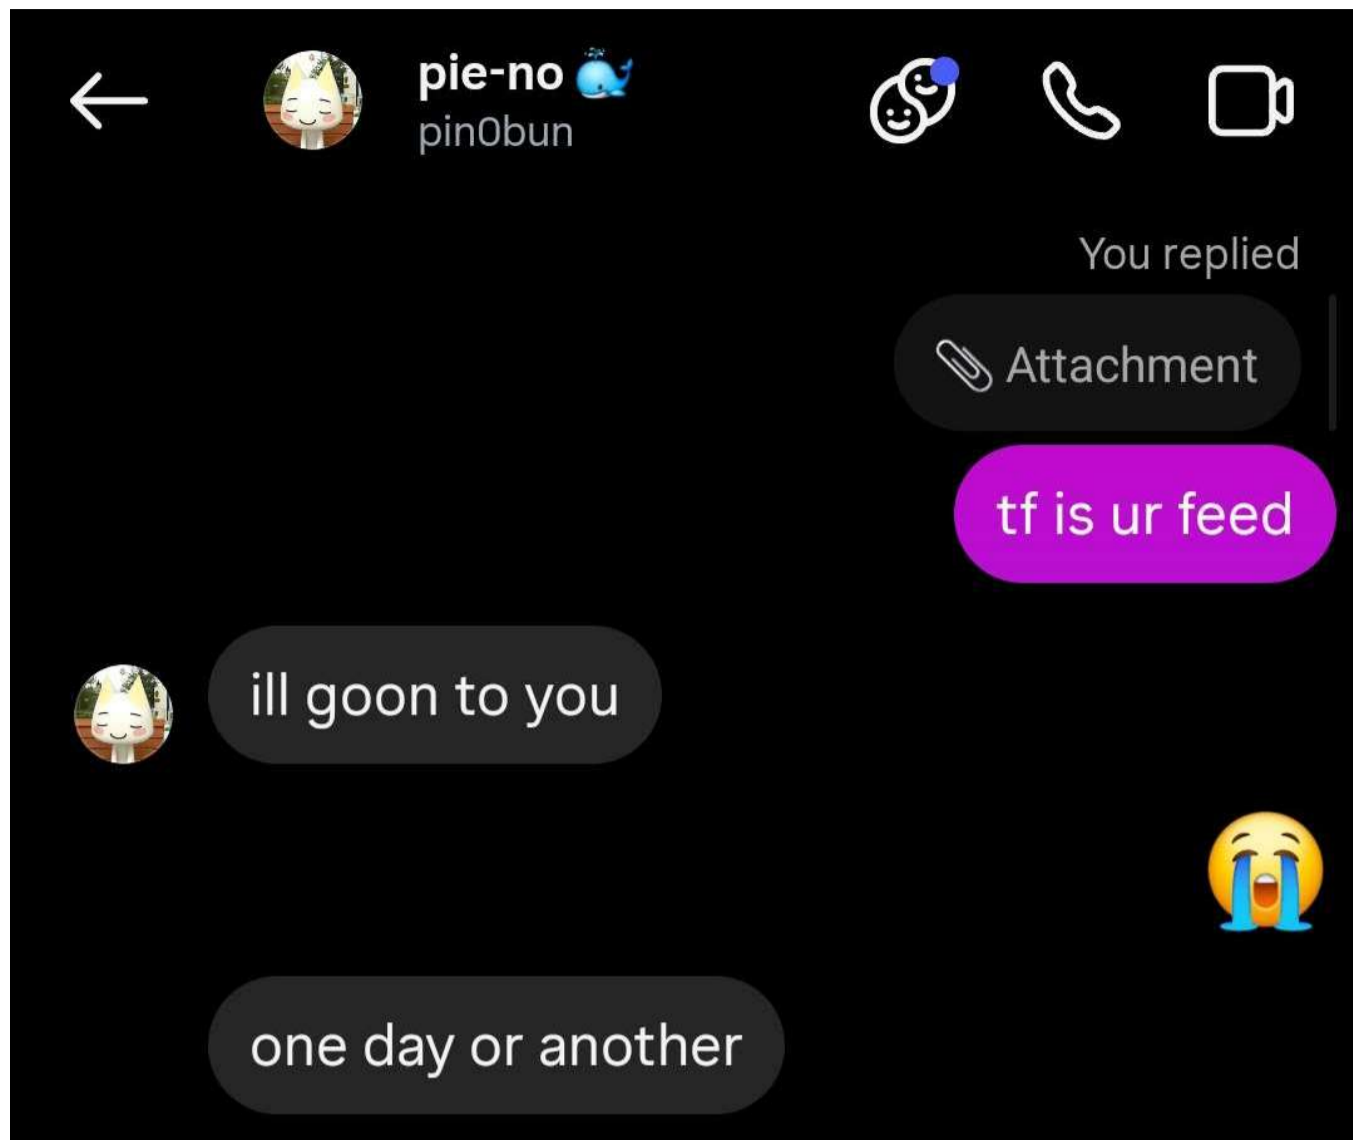 pie-no 🐳
pin0bun
You replied
📎 Attachment
tf is ur feed
ill goon to you
😭
one day or another